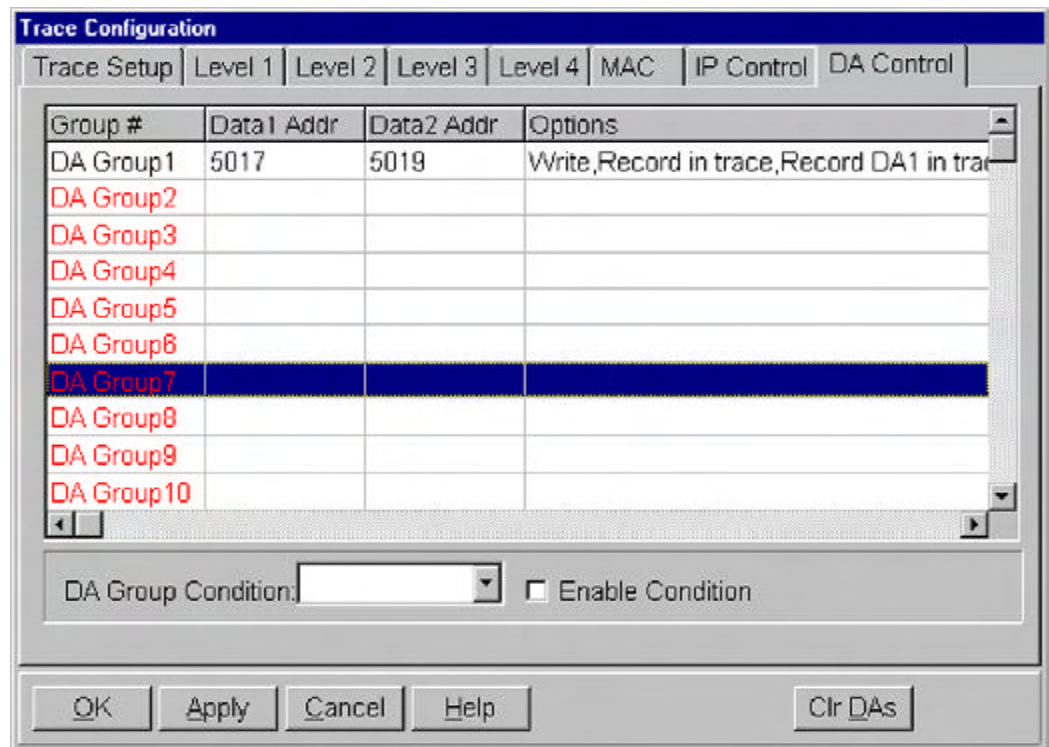 Trace Configuration
Trace Setup Level 1 Level 2 Level 3 Level 4 MAC IP Control DA Control
Group # Data1 Addr Data2 Addr Options
DA Group1 5017 5019 Write,Record in trace,Record DA1 in trac
DA Group2
DA Group3
DA Group4
DA Group5
DA Group6
DA Group7
DA Group8
DA Group9
DA Group10
DA Group Condition: Enable Condition
OK Apply Cancel Help Clr DAs